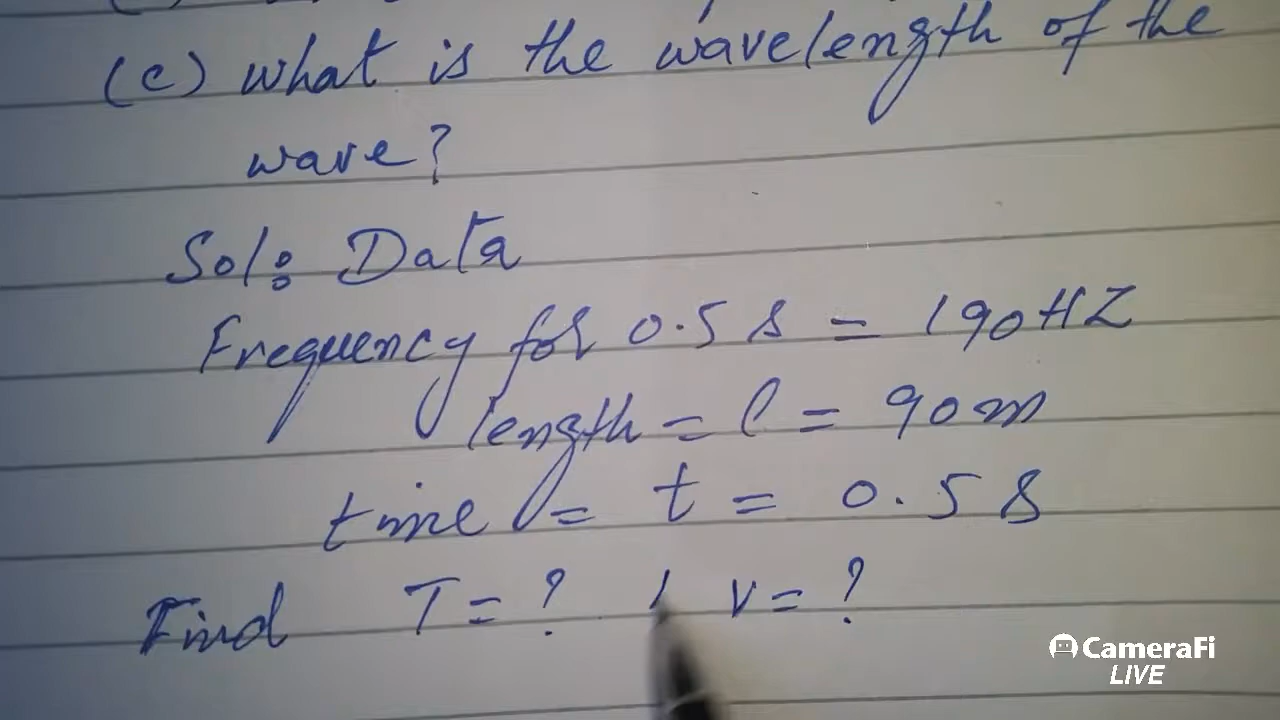 (c) What is the wavelength of the
wave?
Sol: Data
Frequency for 0.5 s = 190 HZ
length = l = 90 m
time = t = 0.5 s
Find T = ? , v = ?
CameraFi
LIVE